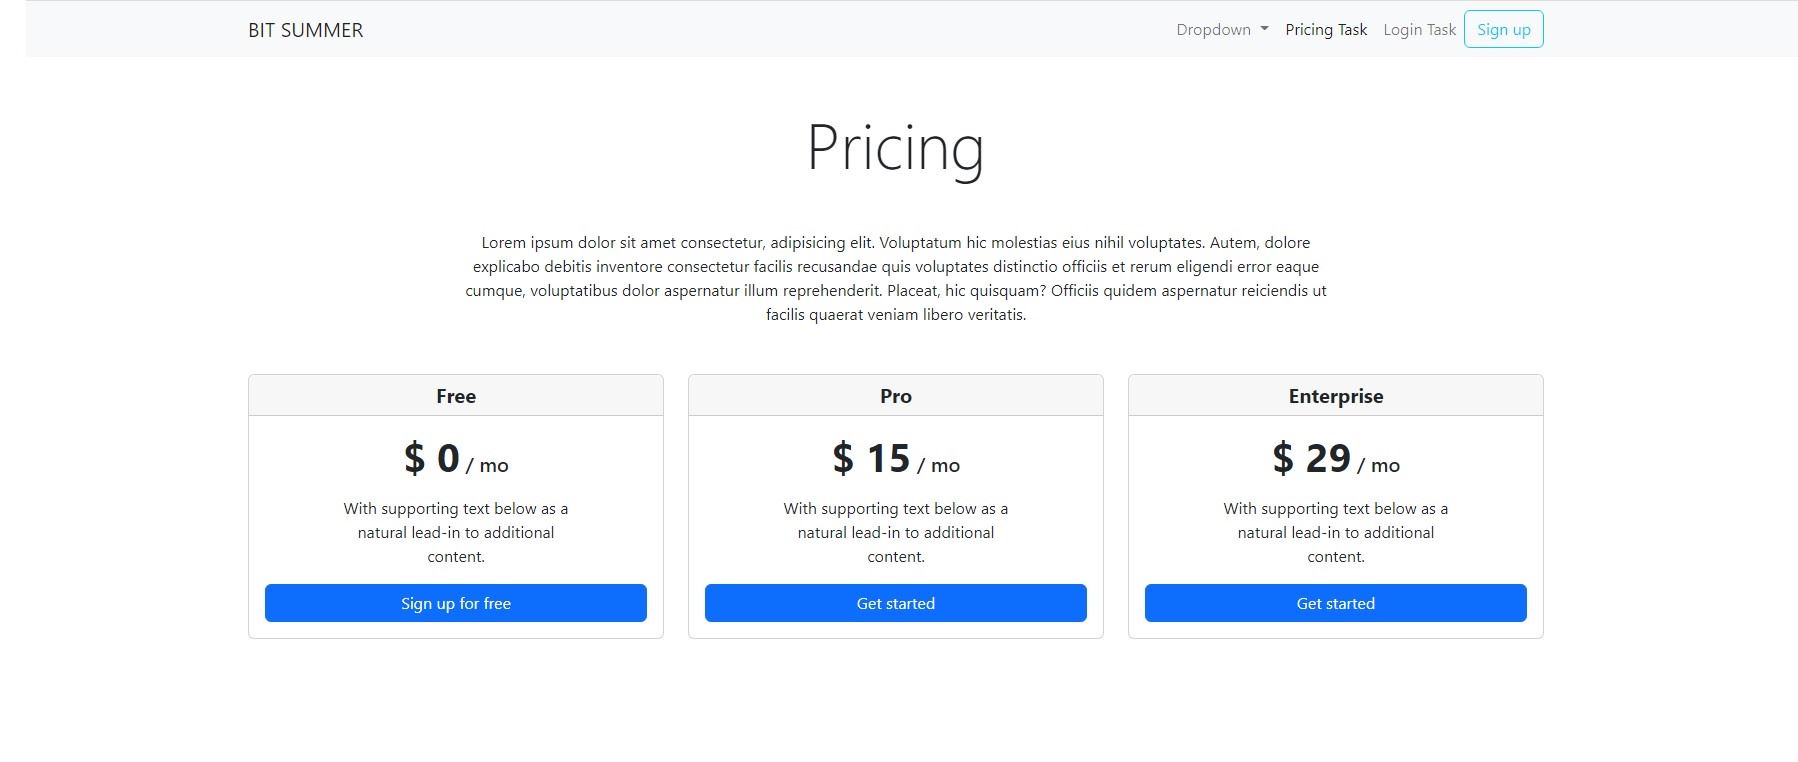 BIT SUMMER
Dropdown
Pricing Task
Login Task
Sign up
Pricing
Lorem ipsum dolor sit amet consectetur, adipisicing elit. Voluptatum hic molestias eius nihil voluptates. Autem, dolore
explicabo debitis inventore consectetur facilis recusandae quis voluptates distinctio officiis et rerum eligendi error eaque
cumque, voluptatibus dolor aspernatur illum reprehenderit. Placeat, hic quisquam? Officiis quidem aspernatur reiciendis ut
facilis quaerat veniam libero veritatis.
Free
$ 0 / mo
With supporting text below as a
natural lead-in to additional
content.
Sign up for free
Pro
$ 15 / mo
With supporting text below as a
natural lead-in to additional
content.
Get started
Enterprise
$ 29 / mo
With supporting text below as a
natural lead-in to additional
content.
Get started